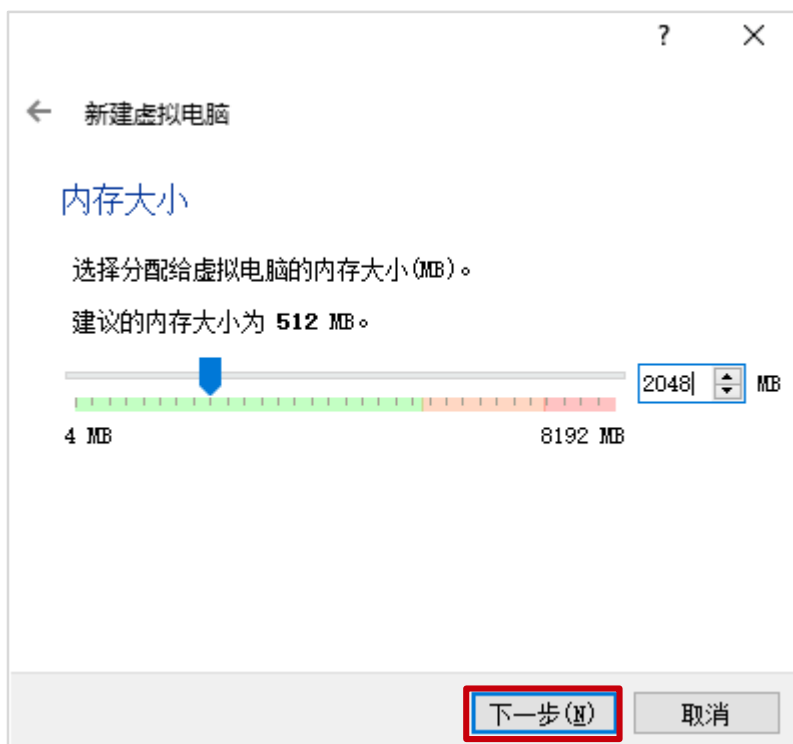 ?
新建虚拟电脑
内存大小
选择分配给虚拟电脑的内存大小(MB)。
建议的内存大小为 512 MB。
2048 MB
4 MB 8192 MB
下一步(N) 取消